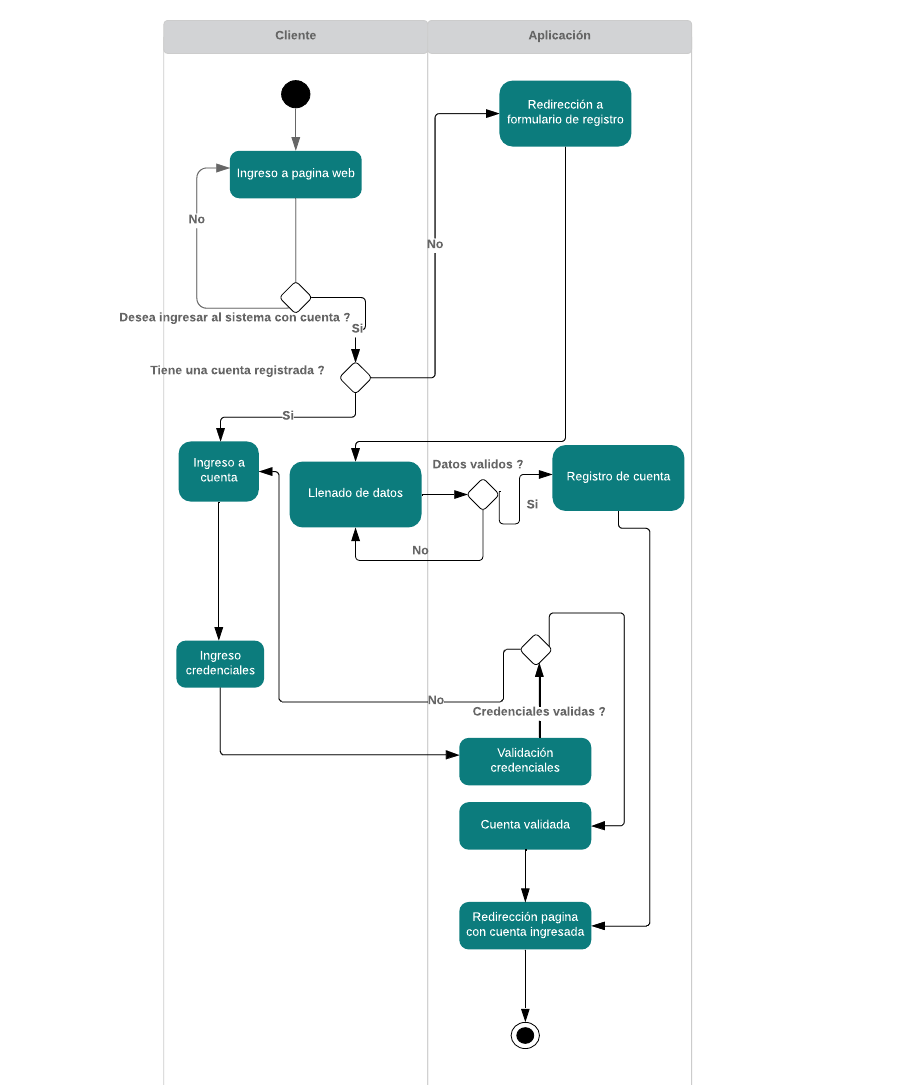 Cliente
Aplicación
Redirección a
formulario de registro
Ingreso a pagina web
No
No
Desea ingresar al sistema con cuenta ?
Si
Tiene una cuenta registrada ?
Si
Ingreso a
cuenta
Llenado de datos
Datos validos ?
Si
Registro de cuenta
No
Ingreso
credenciales
No
Credenciales validas ?
Validación
credenciales
Cuenta validada
Redirección pagina
con cuenta ingresada